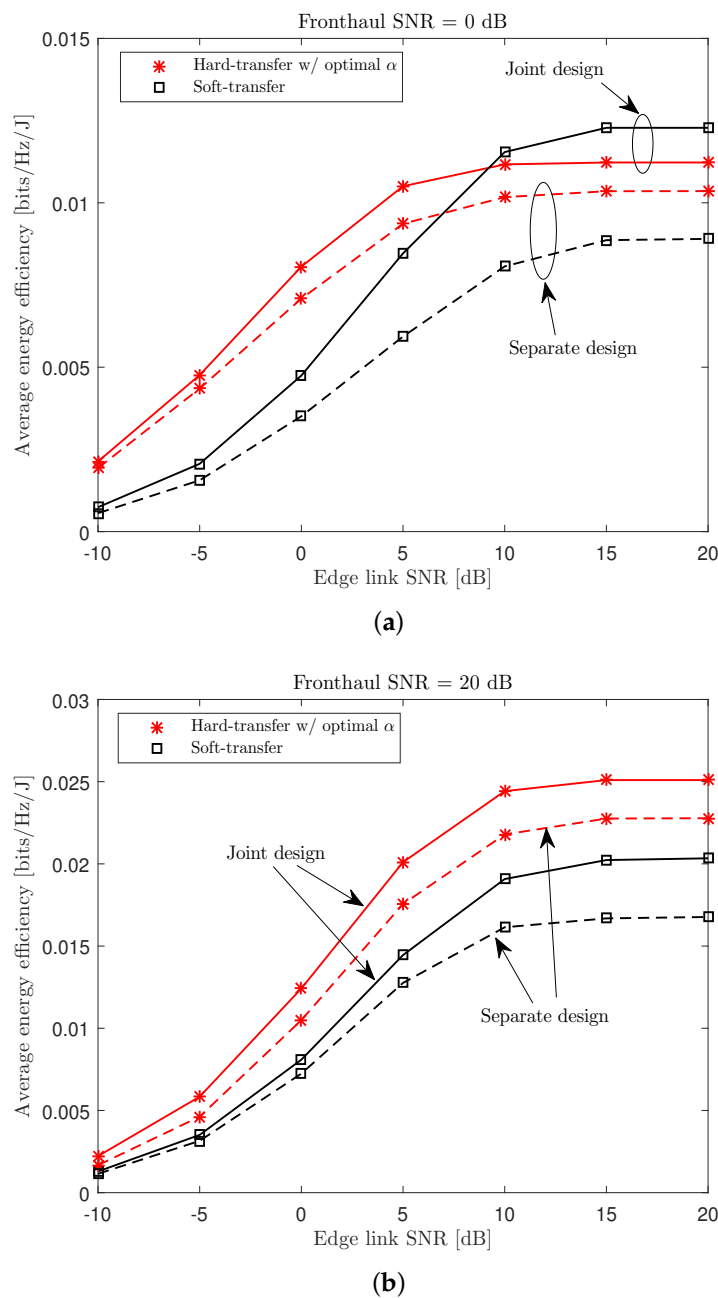 Fronthaul SNR = 0 dB
0.015
Hard-transfer w/ optimal α
Soft-transfer
Joint design
0.01
Separate design
0.005
0
Average energy efficiency [bits/Hz/J]
-10 -5 0 5 10 15 20
Edge link SNR [dB]
(a)
Fronthaul SNR = 20 dB
0.03
Hard-transfer w/ optimal α
Soft-transfer
0.025
Joint design
0.02
0.015
Separate design
0.01
0.005
0
Average energy efficiency [bits/Hz/J]
-10 -5 0 5 10 15 20
Edge link SNR [dB]
(b)